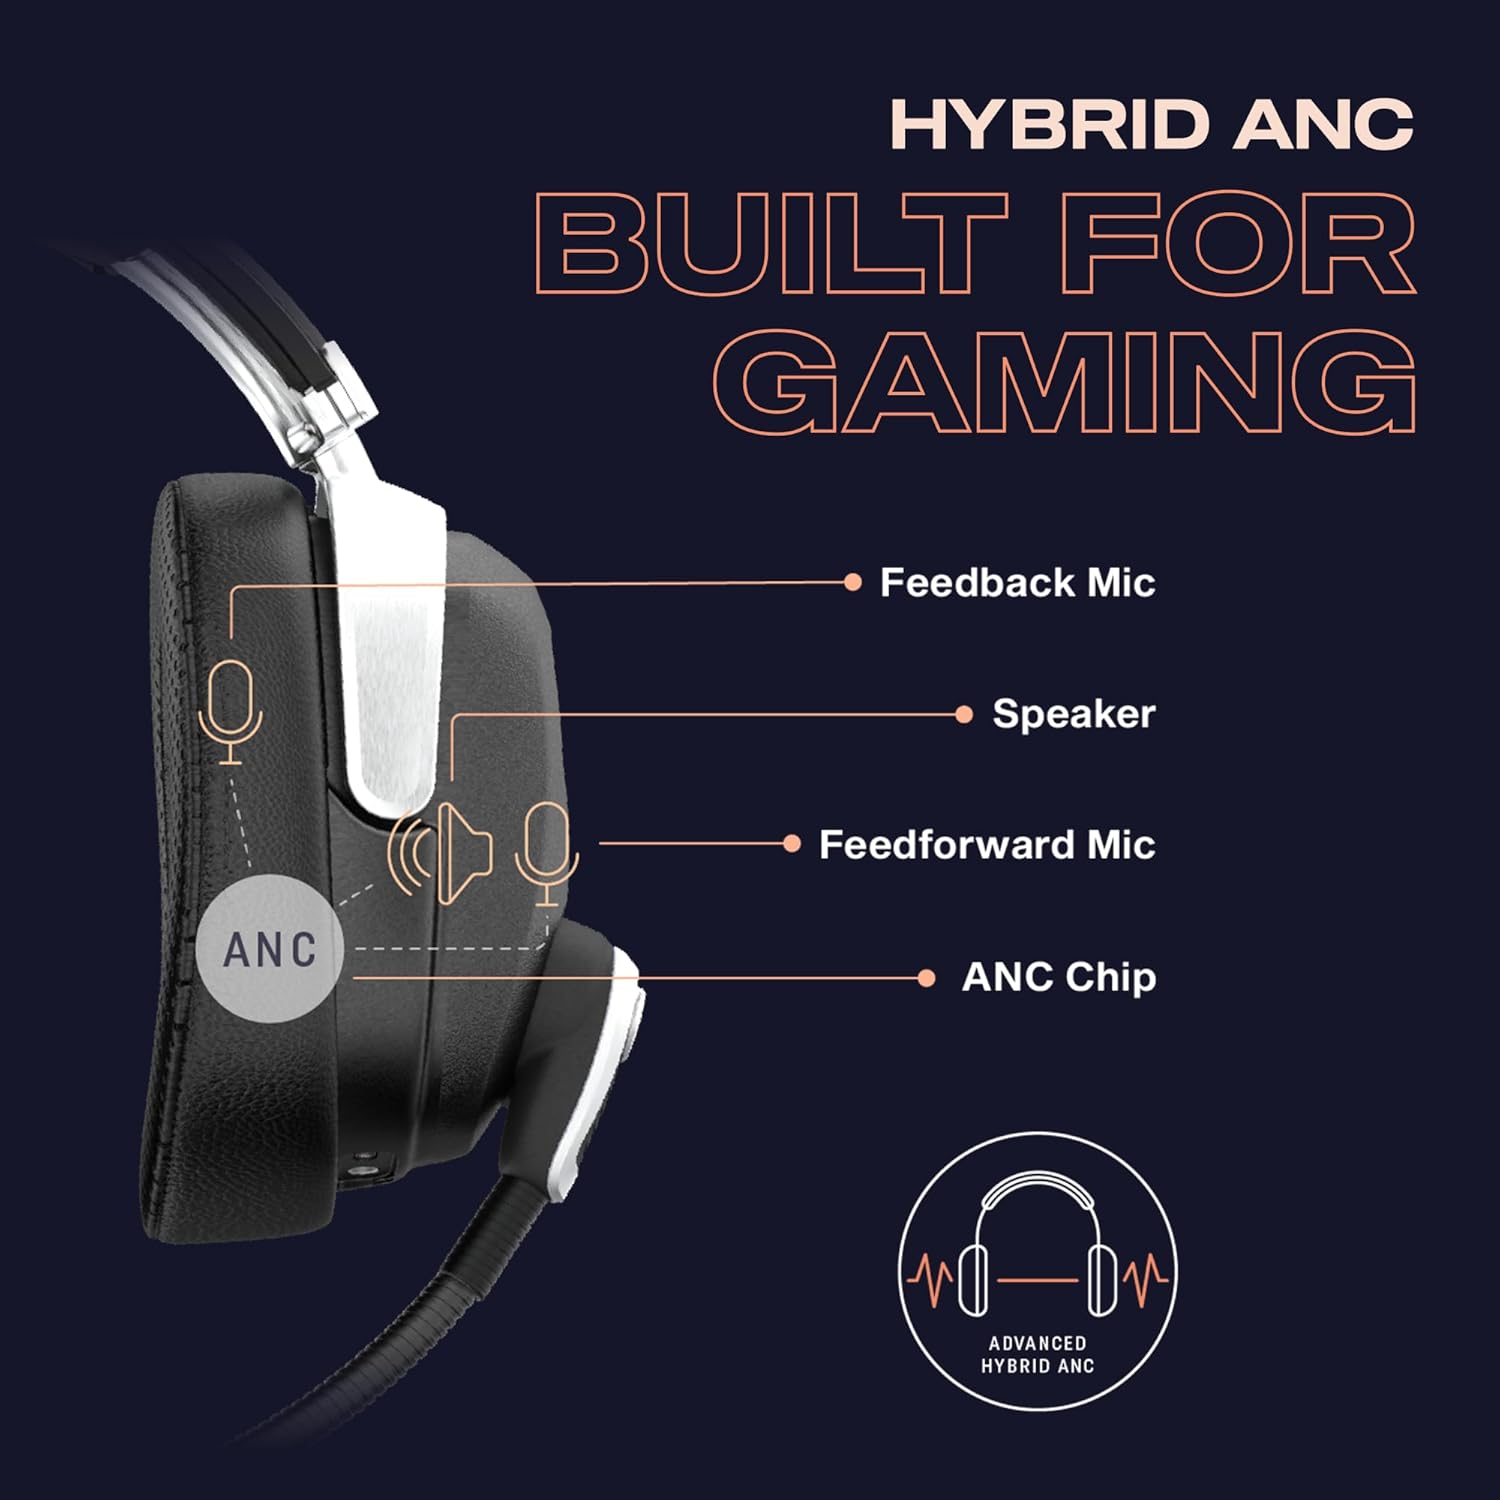 HYBRID ANC
BUILT FOR
GAMING
Feedback Mic
Speaker
Feedforward Mic
ANC
ANC Chip
ADVANCED
HYBRID ANC